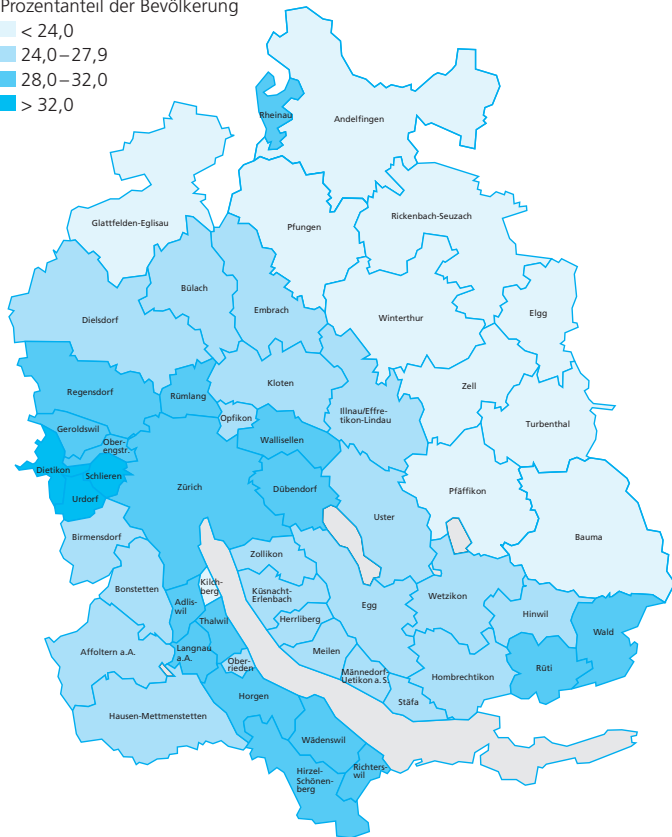 Prozentanteil der Bevölkerung
< 24,0
24,0–27,9
28,0–32,0
> 32,0
Rheinau
Andelfingen
Glattfelden-Eglisau
Pfungen
Rickenbach-Seuzach
Bülach
Embrach
Dielsdorf
Winterthur
Elgg
Regensdorf
Rümlang
Kloten
Zell
Opfikon
Illnau/Effre-
tikon-Lindau
Turbenthal
Geroldswil
Ober-
engstr.
Wallisellen
Dietikon
Schlieren
Urdorf
Zürich
Dübendorf
Pfäffikon
Uster
Birmensdorf
Bauma
Zollikon
Bonstetten
Kilch-
berg
Küsnacht-
Erlenbach
Adlis-
wil
Egg
Wetzikon
Hinwil
Thalwil
Herrliberg
Wald
Affoltern a.A.
Langnau
a.A.
Meilen
Ober-
rieden
Männedorf-
Uetikon a. S.
Hombrechtikon
Rüti
Horgen
Stäfa
Hausen-Mettmenstetten
Wädenswil
Hirzel-
Schönen-
berg
Richters-
wil